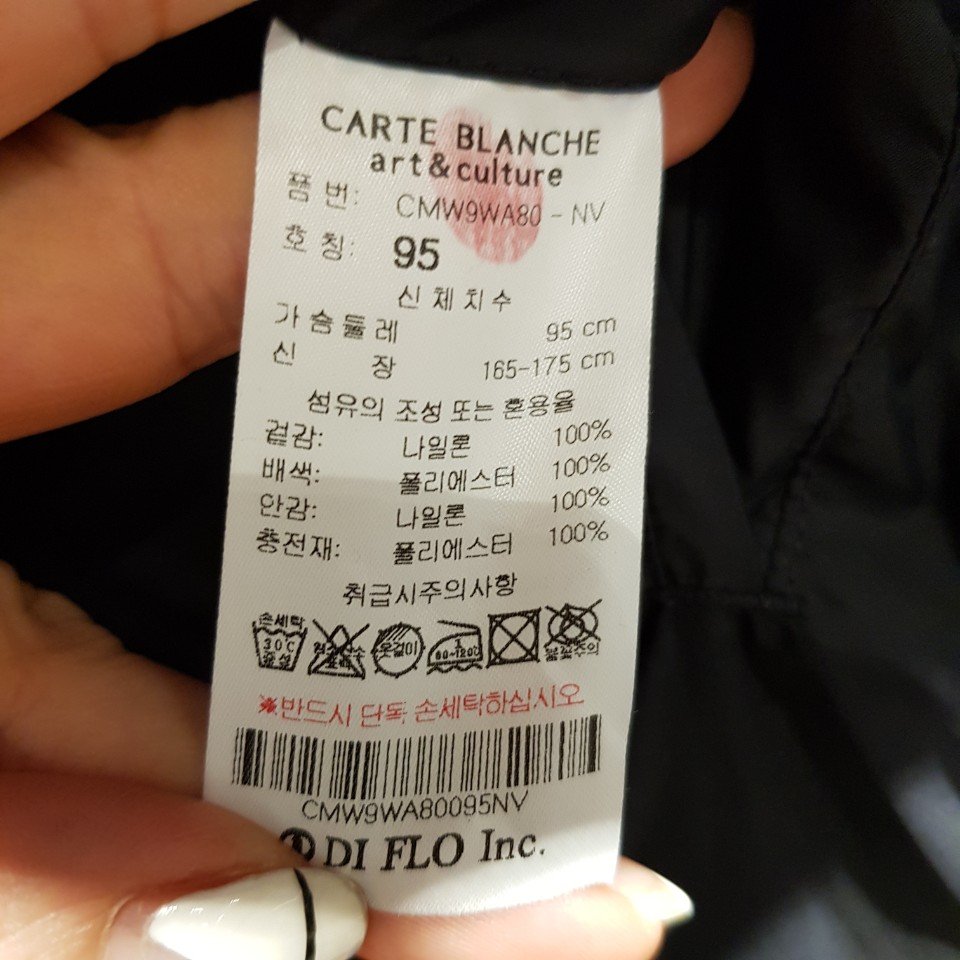 CARTE BLANCHE
art&culture
품 번: CMW9WA80 - NV
호 칭: 95
신 체 치 수
가 슴 둘 레 95 cm
신 장 165-175 cm
섬유의 조성 또는 혼용율
겉감: 나일론 100%
배색: 폴리에스터 100%
안감: 나일론 100%
충전재: 폴리에스터 100%
취급시주의사항
손세탁 30℃ 중성 옷걸이 80-120℃ 불꽃주의
※반드시 단독 손세탁하십시오
CMW9WA80095NV
DI FLO Inc.